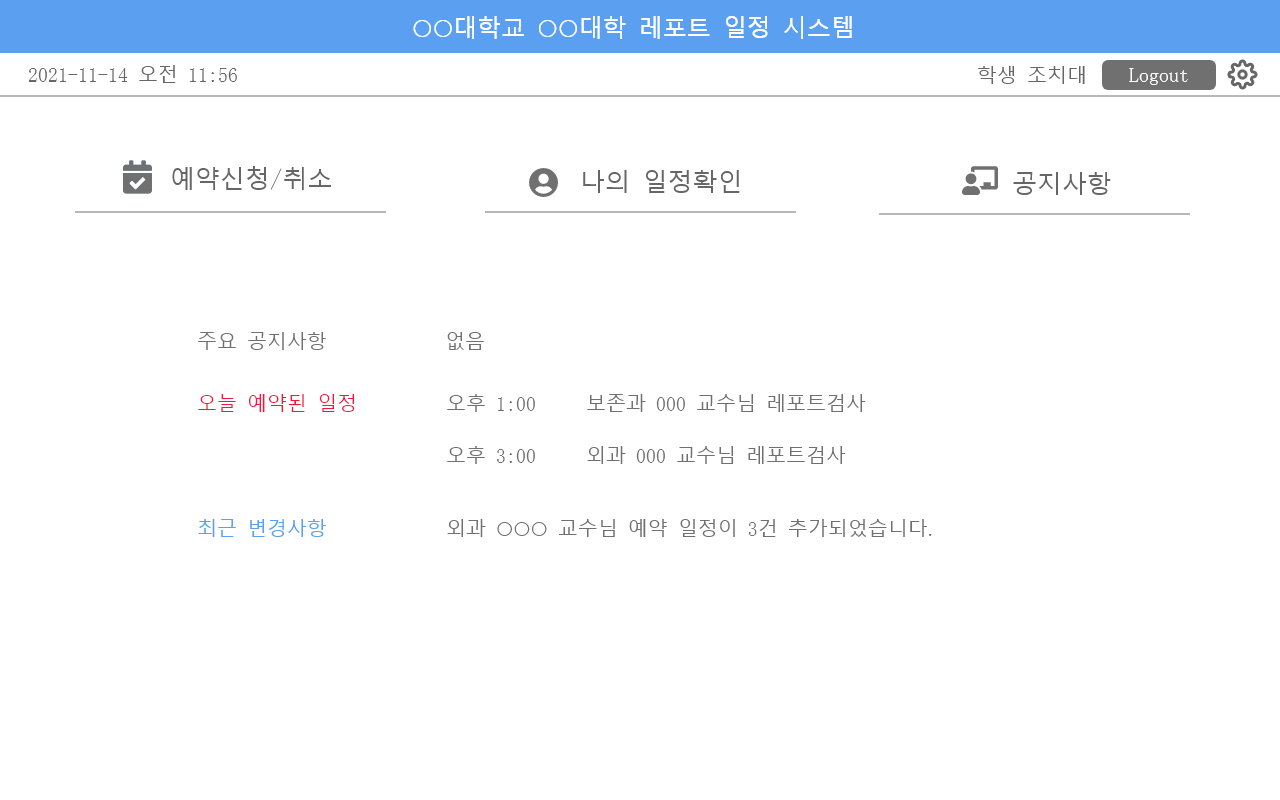 ○○대학교 ○○대학 레포트 일정 시스템
2021-11-14 오전 11:56 학생 조치대 Logout
예약신청/취소 나의 일정확인 공지사항
주요 공지사항 없음
오늘 예약된 일정 오후 1:00 보존과 000 교수님 레포트검사
오후 3:00 외과 000 교수님 레포트검사
최근 변경사항 외과 ○○○ 교수님 예약 일정이 3건 추가되었습니다.